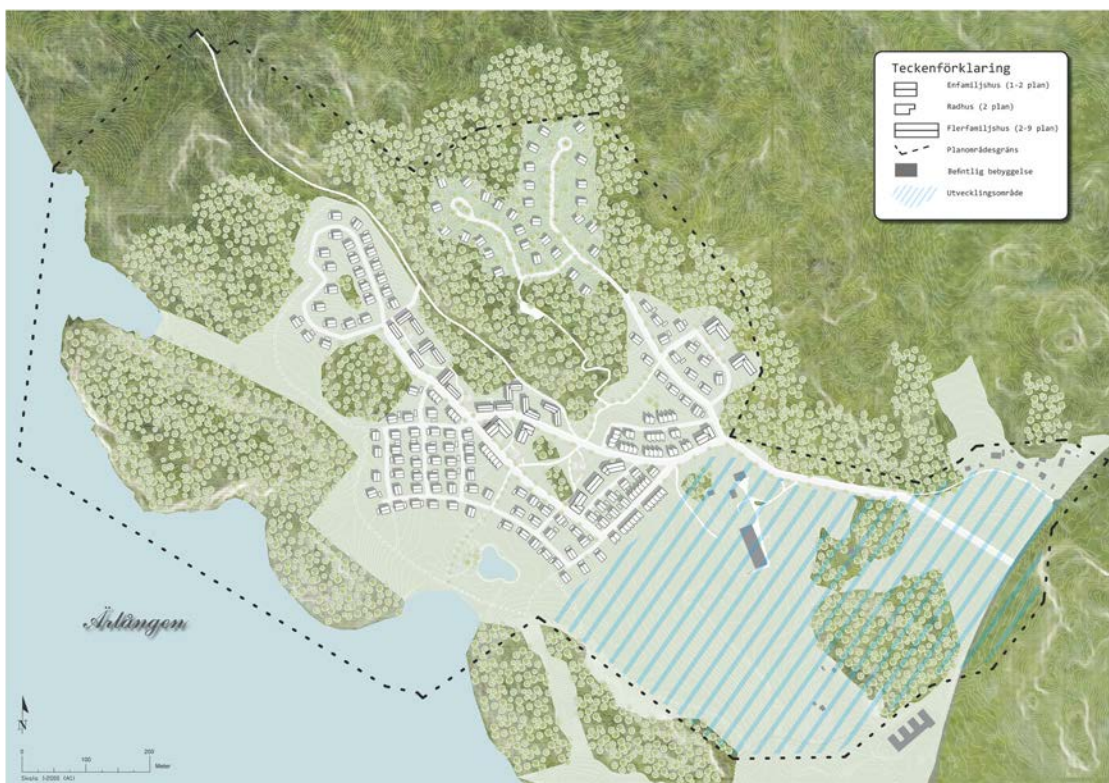 Teckenförklaring
Enfamiljshus (1-2 plan)
Radhus (2 plan)
Flerfamiljshus (2-9 plan)
Planområdesgräns
Befintlig bebyggelse
Utvecklingsområde
Ärlången
N
0 100 200
Meter